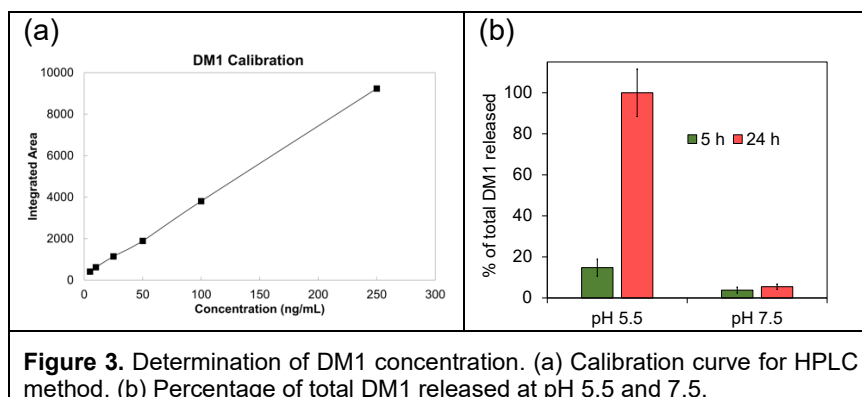 (a)
DM1 Calibration
10000
8000
6000
4000
2000
0
Integrated Area
0 50 100 150 200 250 300
Concentration (ng/mL)
(b)
100
80
60
40
20
0
% of total DM1 released
5 h 24 h
pH 5.5 pH 7.5
Figure 3. Determination of DM1 concentration. (a) Calibration curve for HPLC
method. (b) Percentage of total DM1 released at pH 5.5 and 7.5.